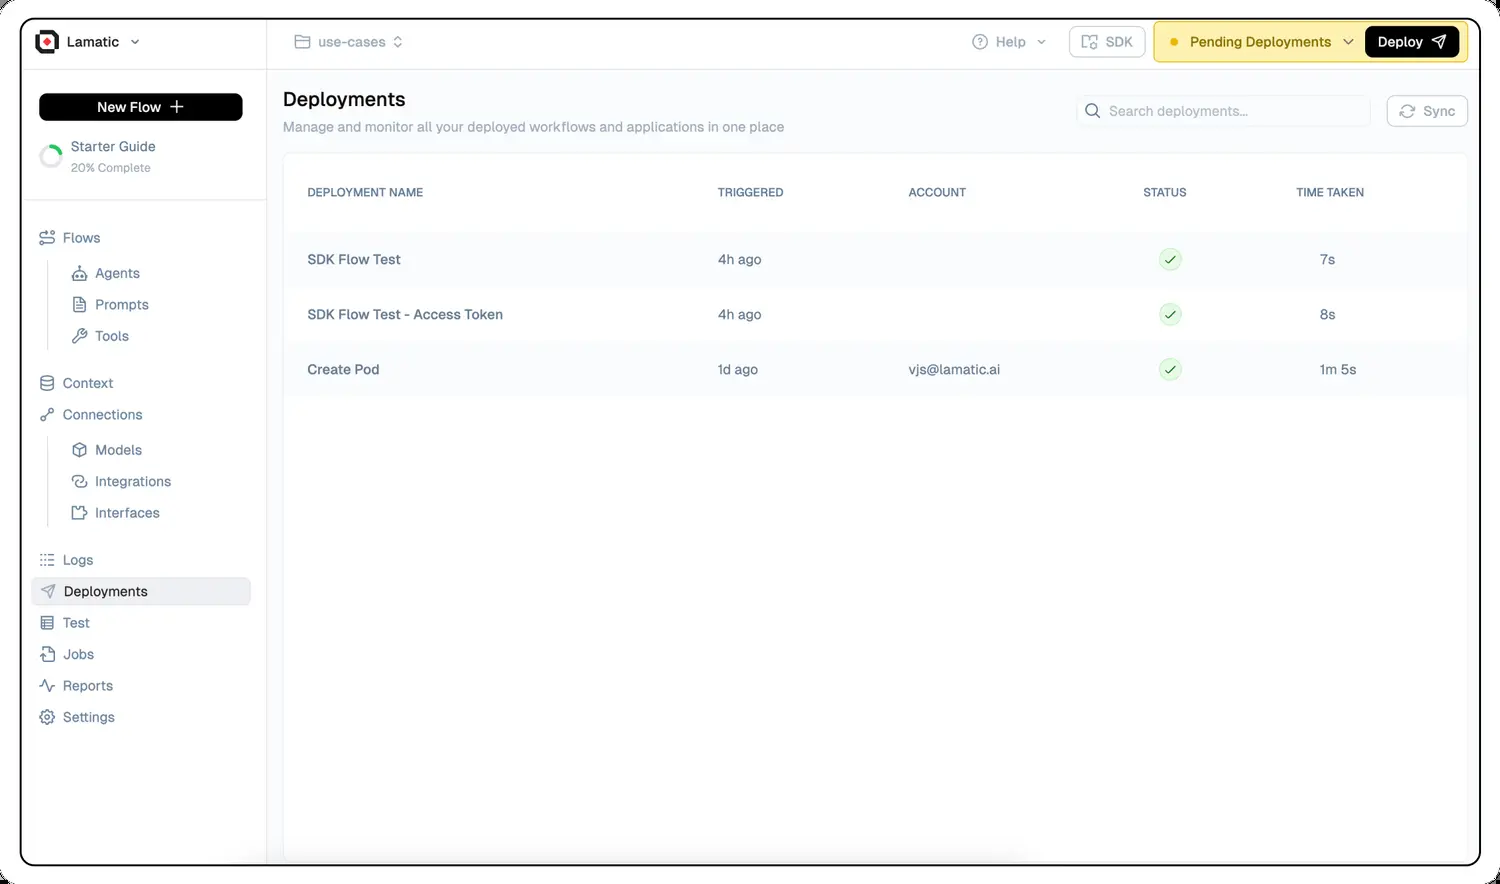 Lamatic
use-cases
Help
SDK
Pending Deployments
Deploy
New Flow
Starter Guide
20% Complete
Flows
Agents
Prompts
Tools
Context
Connections
Models
Integrations
Interfaces
Logs
Deployments
Test
Jobs
Reports
Settings
Deployments
Manage and monitor all your deployed workflows and applications in one place
Search deployments...
Sync
DEPLOYMENT NAME TRIGGERED ACCOUNT STATUS TIME TAKEN
SDK Flow Test 4h ago 7s
SDK Flow Test - Access Token 4h ago 8s
Create Pod 1d ago vjs@lamatic.ai 1m 5s